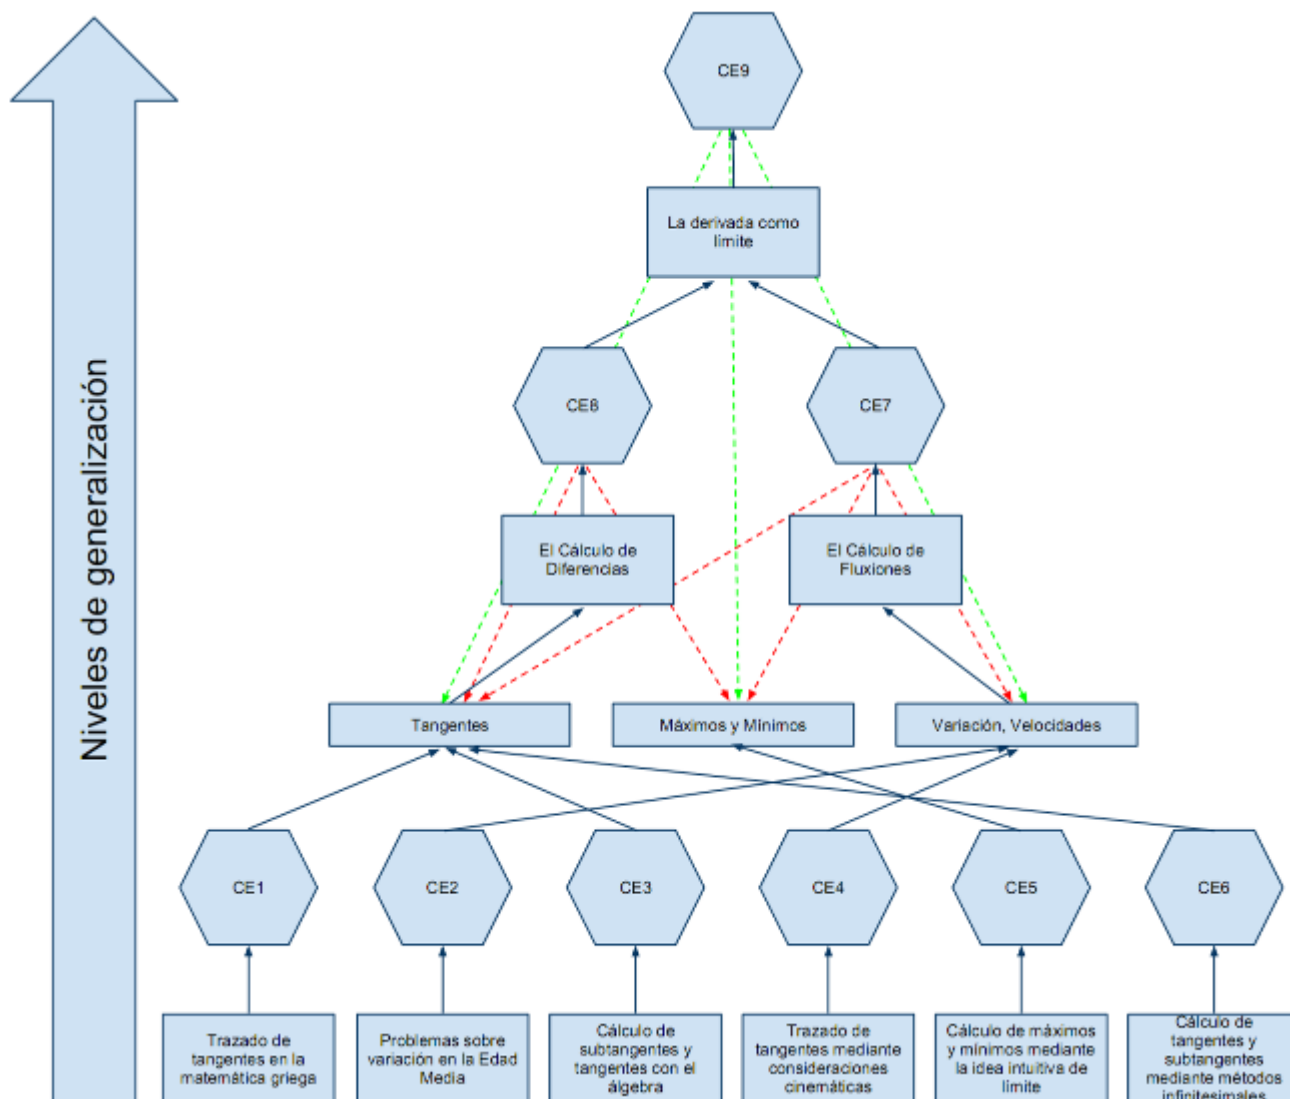 CE9
La derivada como
límite
CE8
CE7
El Cálculo de
Diferencias
El Cálculo de
Fluxiones
Niveles de generalización
Tangentes
Máximos y Mínimos
Variación, Velocidades
CE1
CE2
CE3
CE4
CE5
CE6
Trazado de
tangentes en la
matemática griega
Problemas sobre
variación en la Edad
Media
Cálculo de
subtangentes y
tangentes con el
álgebra
Trazado de
tangentes mediante
consideraciones
cinemáticas
Cálculo de máximos
y mínimos mediante
la idea intuitiva de
límite
Cálculo de
tangentes y
subtangentes
mediante métodos
infinitesimales